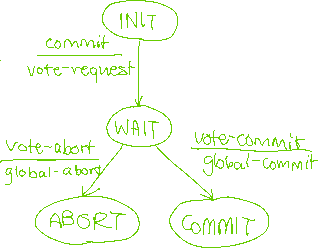 INIT
commit
vote-request
WAIT
vote-abort
global-abort
vote-commit
global-commit
ABORT
COMMIT